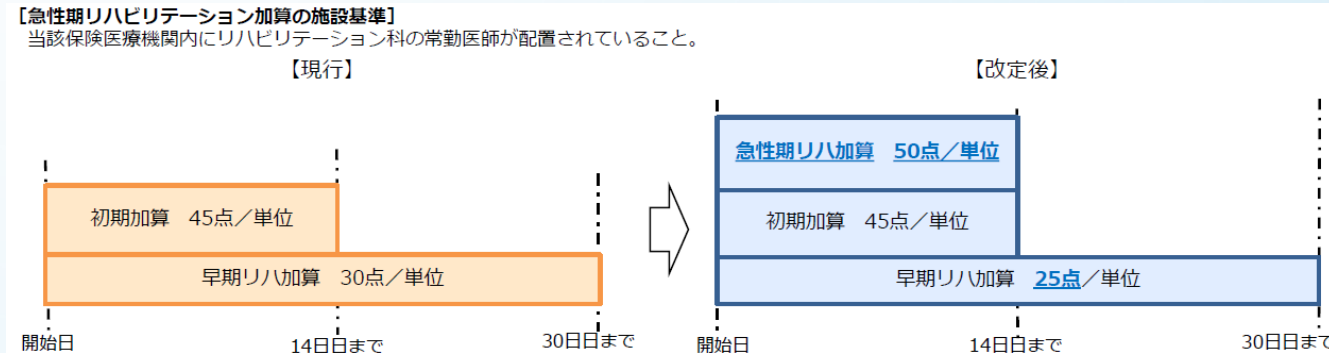 [急性期リハビリテーション加算の施設基準]
当該保険医療機関内にリハビリテーション科の常勤医師が配置されていること。
【現行】
初期加算 45点／単位
早期リハ加算 30点／単位
開始日
14日日まで
30日日まで
【改定後】
急性期リハ加算 50点／単位
初期加算 45点／単位
早期リハ加算 25点／単位
開始日
14日日まで
30日日まで